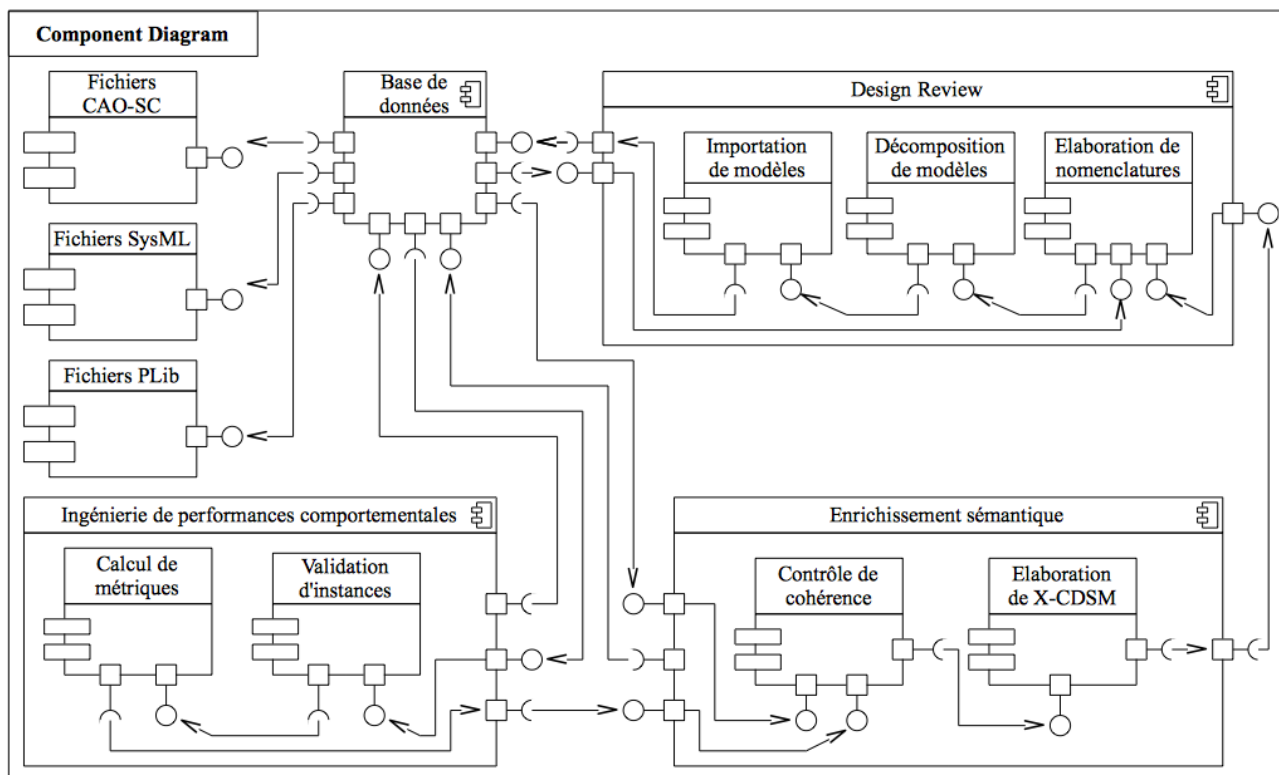 Component Diagram
Fichiers
CAO-SC
Base de
données
Design Review
Importation
de modèles
Décomposition
de modèles
Elaboration de
nomenclatures
Fichiers SysML
Fichiers PLib
Ingénierie de performances comportementales
Calcul de
métriques
Validation
d'instances
Enrichissement sémantique
Contrôle de
cohérence
Elaboration
de X-CDSM